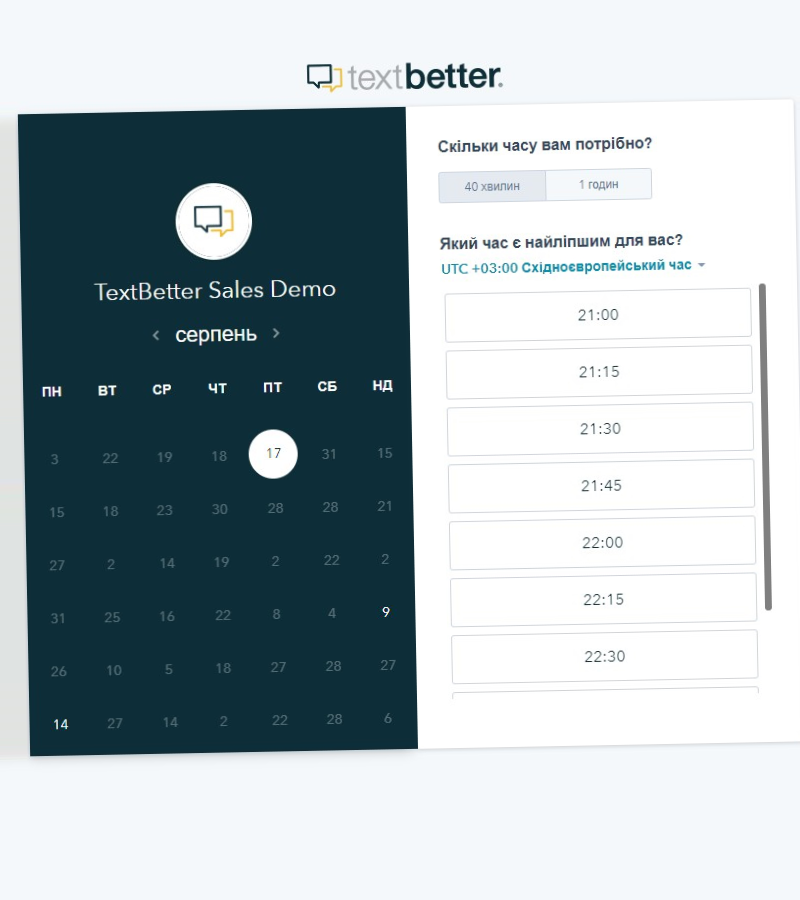 textbetter.
TextBetter Sales Demo
серпень
ПН ВТ СР ЧТ ПТ СБ НД
3 22 19 18 17 31 15
15 18 23 30 28 28 21
27 2 14 19 2 22 2
31 25 16 22 8 4 9
26 10 5 18 27 28 27
14 27 14 2 22 28 6
Скільки часу вам потрібно?
40 хвилин 1 годин
Який час є найліпшим для вас?
UTC +03:00 Східноєвропейський час
21:00
21:15
21:30
21:45
22:00
22:15
22:30